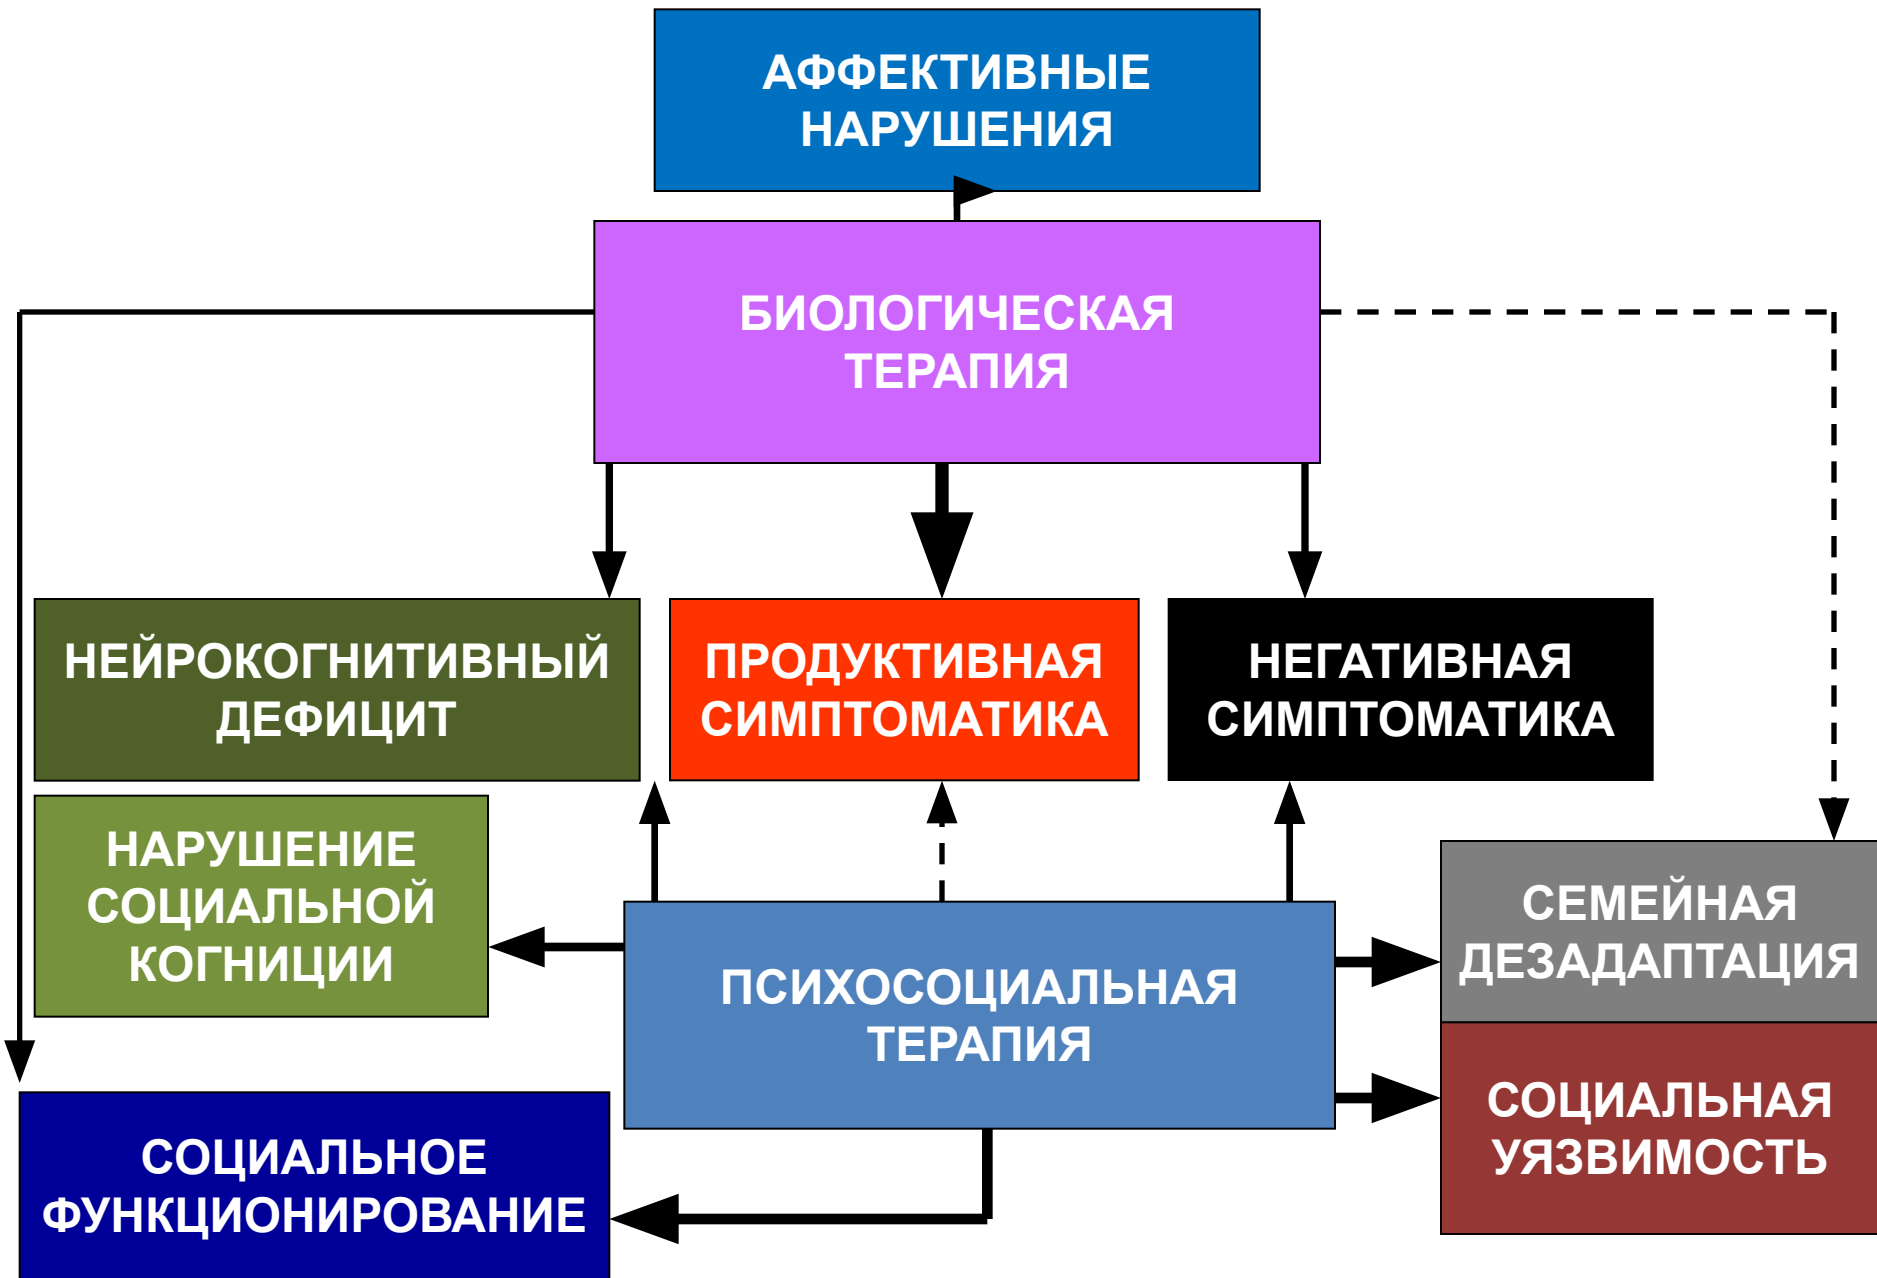 АФФЕКТИВНЫЕ
НАРУШЕНИЯ
БИОЛОГИЧЕСКАЯ
ТЕРАПИЯ
НЕЙРОКОГНИТИВНЫЙ
ДЕФИЦИТ
ПРОДУКТИВНАЯ
СИМПТОМАТИКА
НЕГАТИВНАЯ
СИМПТОМАТИКА
НАРУШЕНИЕ
СОЦИАЛЬНОЙ
КОГНИЦИИ
ПСИХОСОЦИАЛЬНАЯ
ТЕРАПИЯ
СЕМЕЙНАЯ
ДЕЗАДАПТАЦИЯ
СОЦИАЛЬНАЯ
УЯЗВИМОСТЬ
СОЦИАЛЬНОЕ
ФУНКЦИОНИРОВАНИЕ